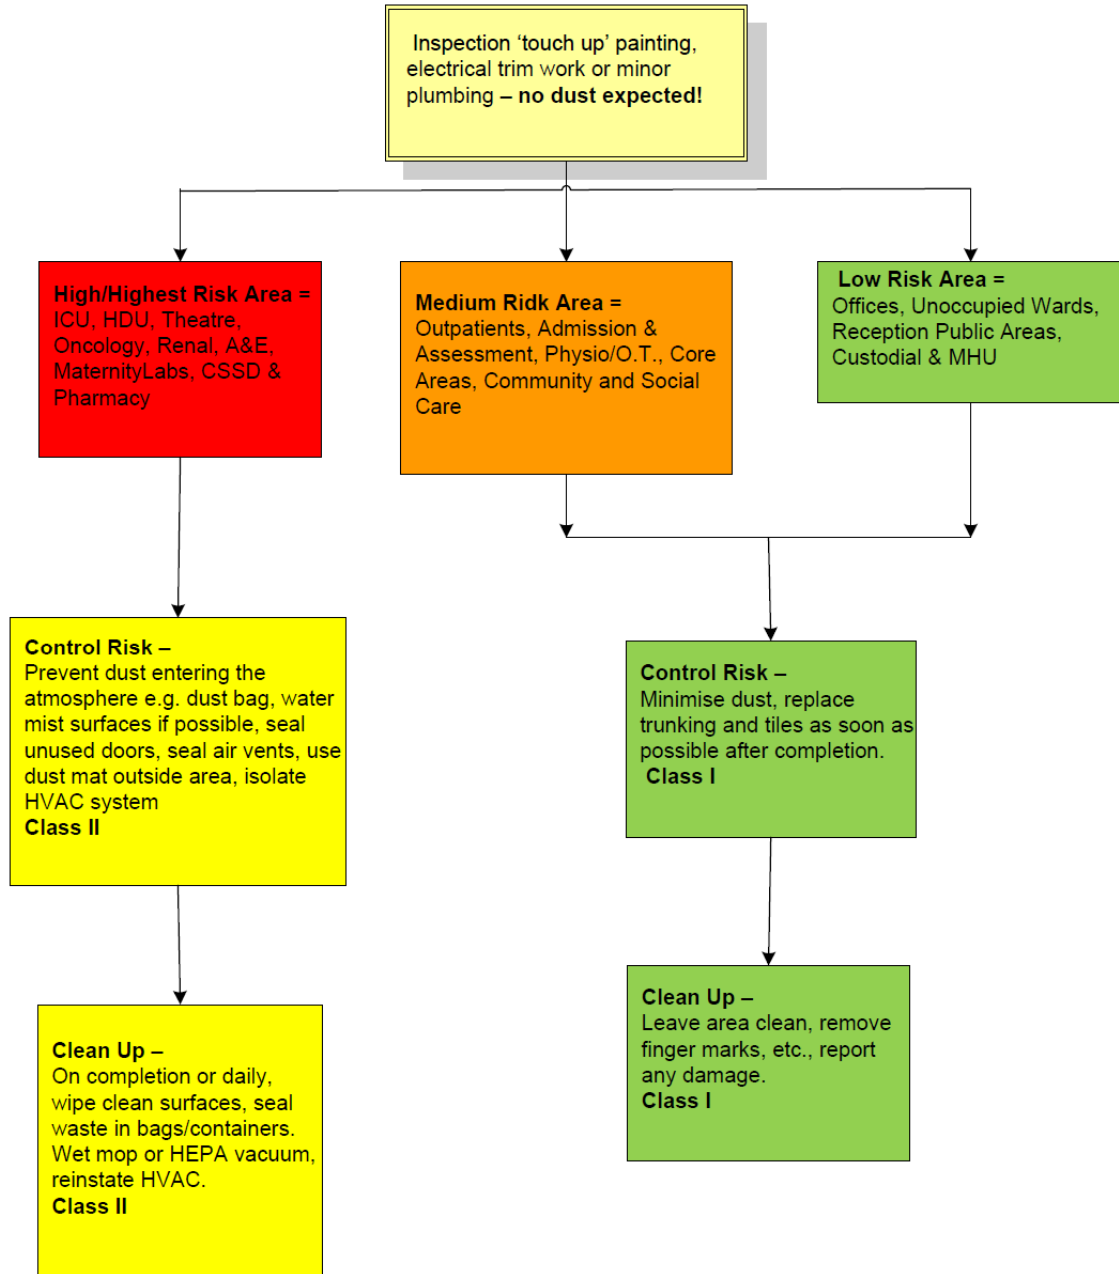 Inspection ‘touch up’ painting,
electrical trim work or minor
plumbing – no dust expected!
High/Highest Risk Area =
ICU, HDU, Theatre,
Oncology, Renal, A&E,
MaternityLabs, CSSD &
Pharmacy
Medium Ridk Area =
Outpatients, Admission &
Assessment, Physio/O.T., Core
Areas, Community and Social
Care
Low Risk Area =
Offices, Unoccupied Wards,
Reception Public Areas,
Custodial & MHU
Control Risk –
Prevent dust entering the
atmosphere e.g. dust bag, water
mist surfaces if possible, seal
unused doors, seal air vents, use
dust mat outside area, isolate
HVAC system
Class II
Control Risk –
Minimise dust, replace
trunking and tiles as soon as
possible after completion.
Class I
Clean Up –
On completion or daily,
wipe clean surfaces, seal
waste in bags/containers.
Wet mop or HEPA vacuum,
reinstate HVAC.
Class II
Clean Up –
Leave area clean, remove
finger marks, etc., report
any damage.
Class I